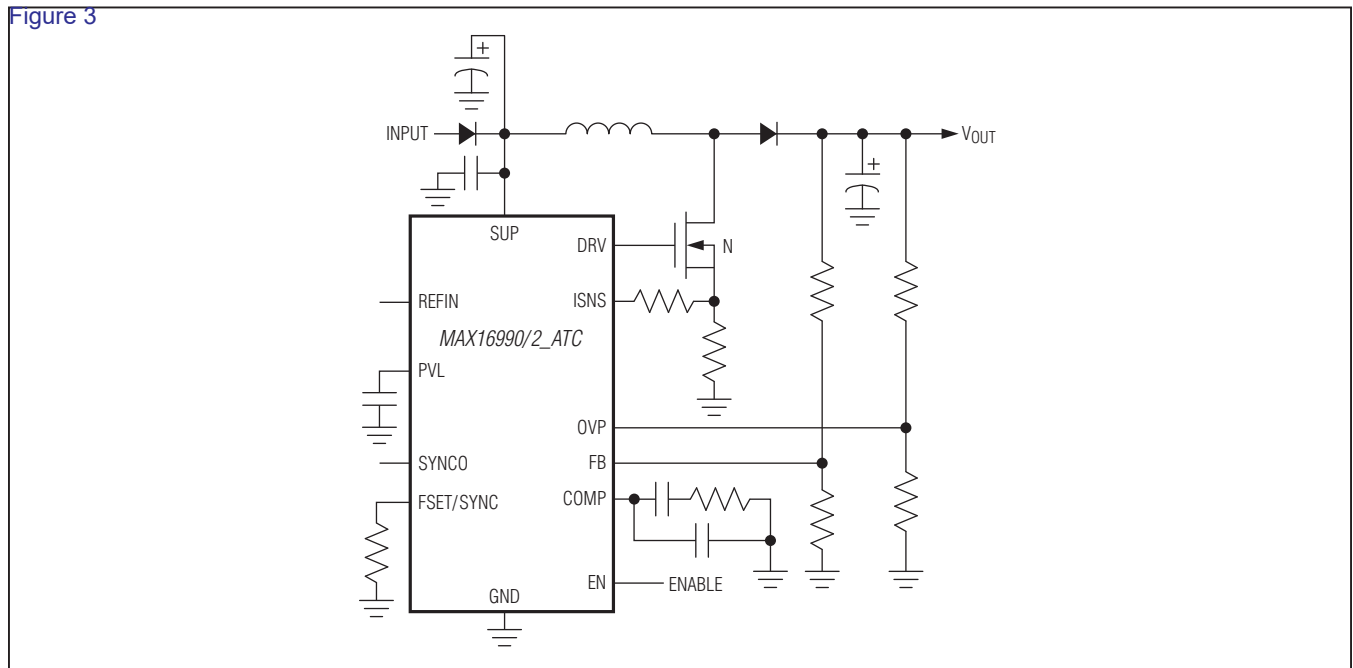 Figure 3
+
INPUT
VOUT
+
SUP
DRV
N
REFIN
ISNS
MAX16990/2_ATC
PVL
OVP
SYNCO
FB
FSET/SYNC
COMP
EN
ENABLE
GND